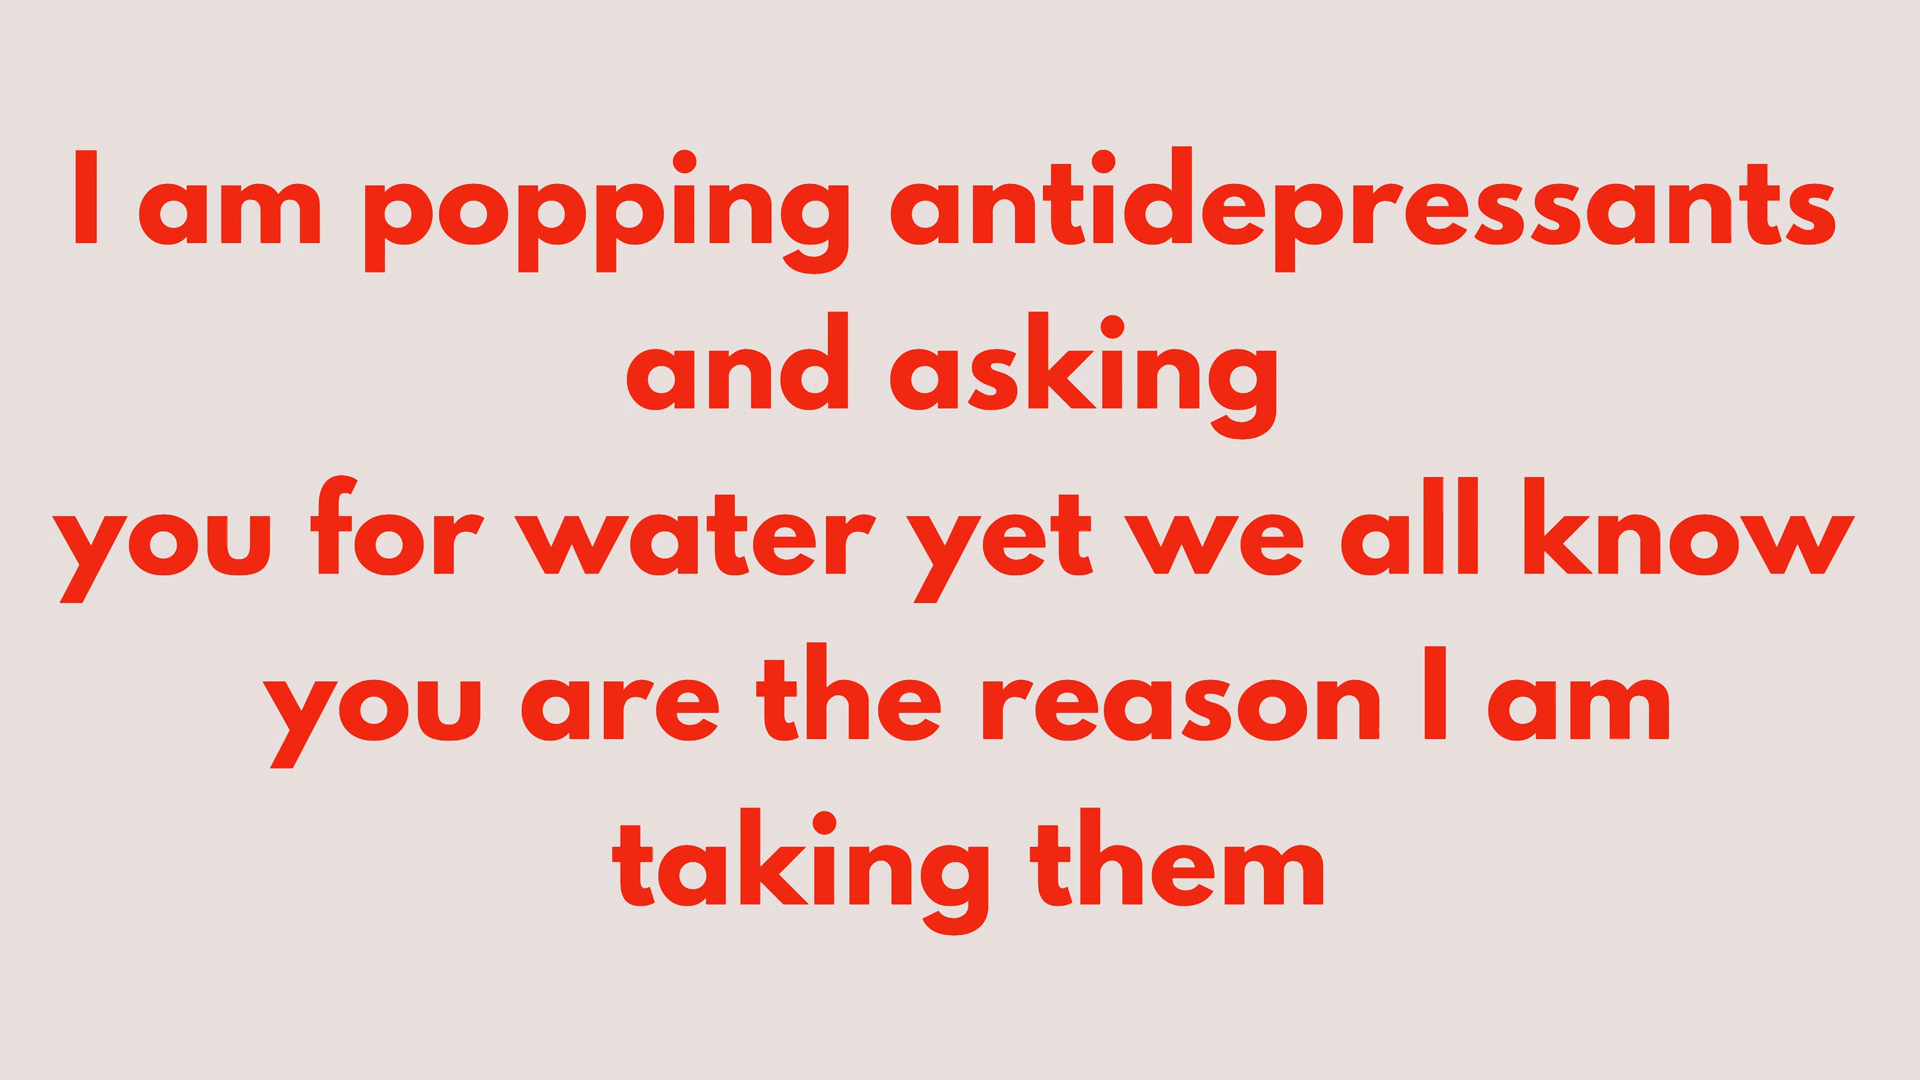 I am popping antidepressants
and asking
you for water yet we all know
you are the reason I am
taking them